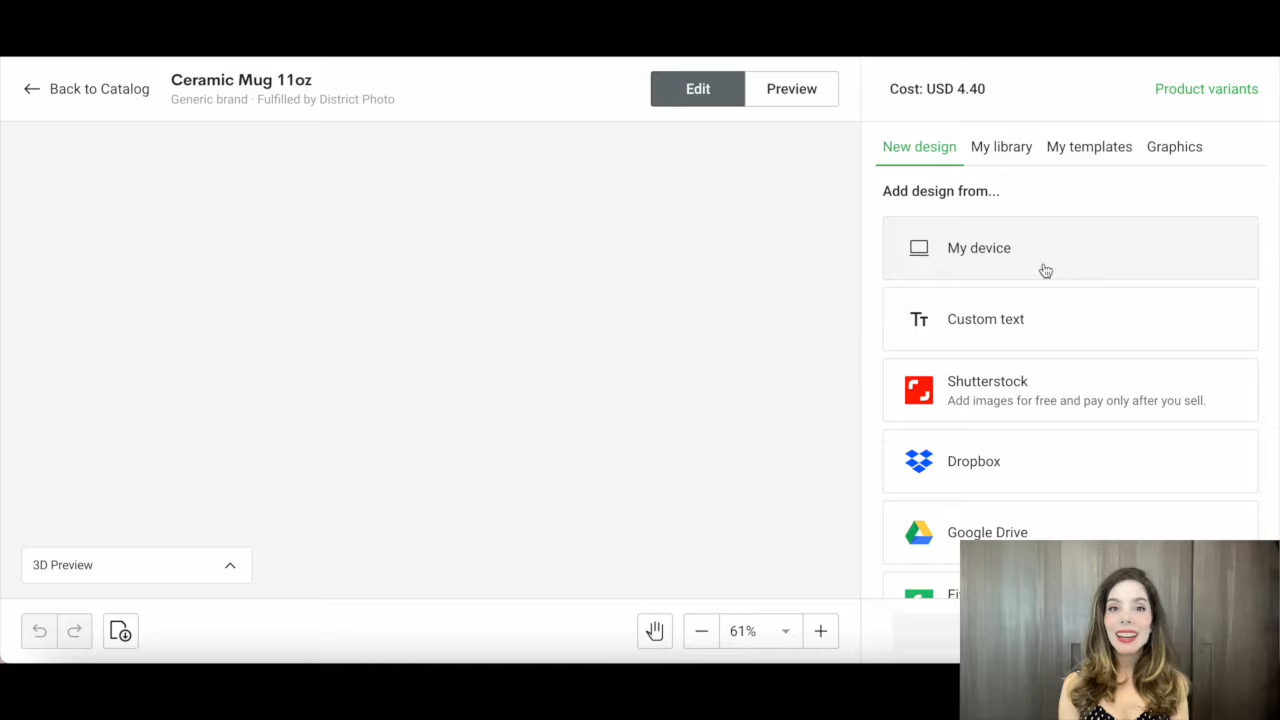 Back to Catalog
Ceramic Mug 11oz
Generic brand · Fulfilled by District Photo
Edit
Preview
Cost: USD 4.40
Product variants
New design
My library
My templates
Graphics
Add design from...
My device
Tт
Custom text
Shutterstock
Add images for free and pay only after you sell.
Dropbox
Google Drive
3D Preview
61%